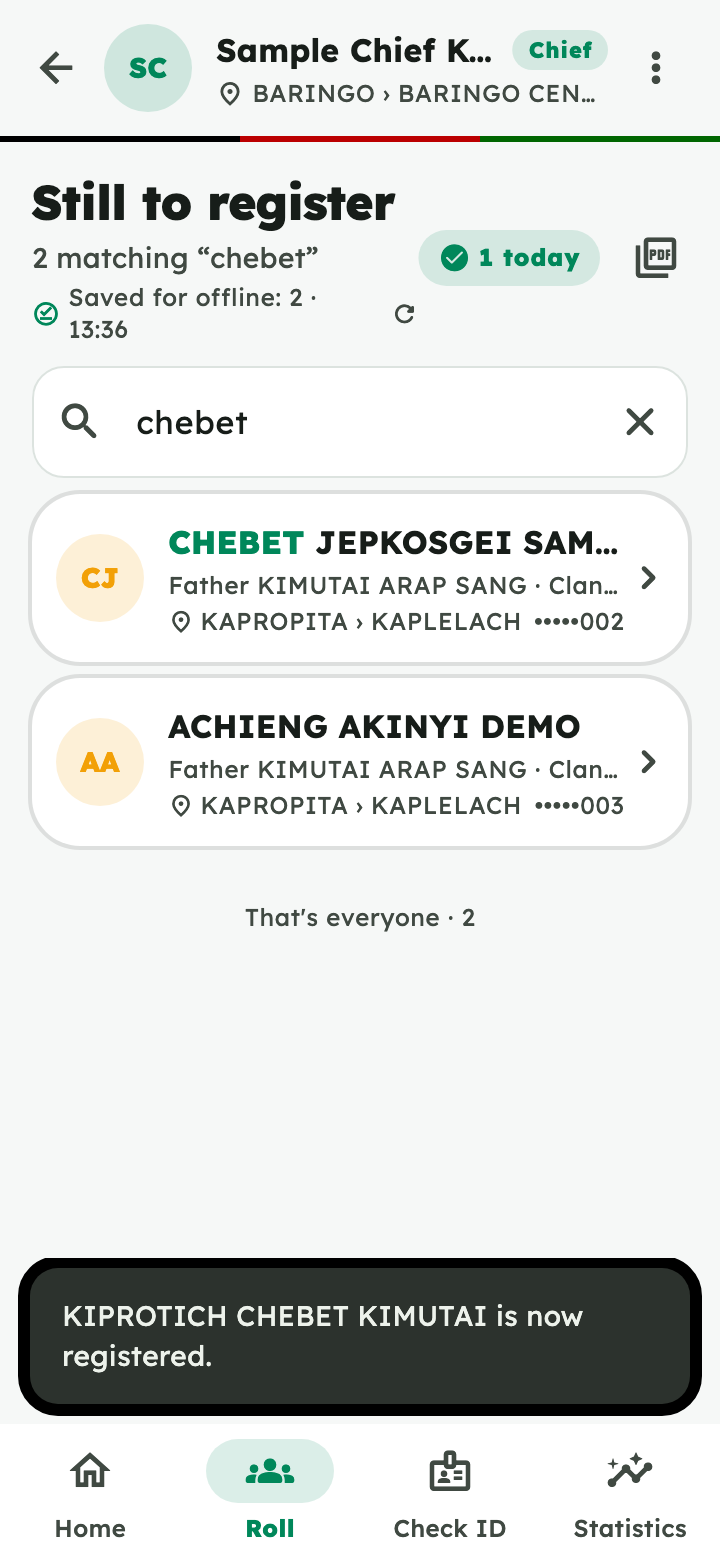 SC
Sample Chief K...
Chief
BARINGO › BARINGO CEN...
Still to register
2 matching “chebet”
1 today
PDF
Saved for offline: 2 ·
13:36
chebet
CJ
CHEBET JEPKOSGEI SAM...
Father KIMUTAI ARAP SANG · Clan...
KAPROPITA › KAPLELACH •••••002
AA
ACHIENG AKINYI DEMO
Father KIMUTAI ARAP SANG · Clan...
KAPROPITA › KAPLELACH •••••003
That's everyone · 2
KIPROTICH CHEBET KIMUTAI is now
registered.
Home
Roll
Check ID
Statistics